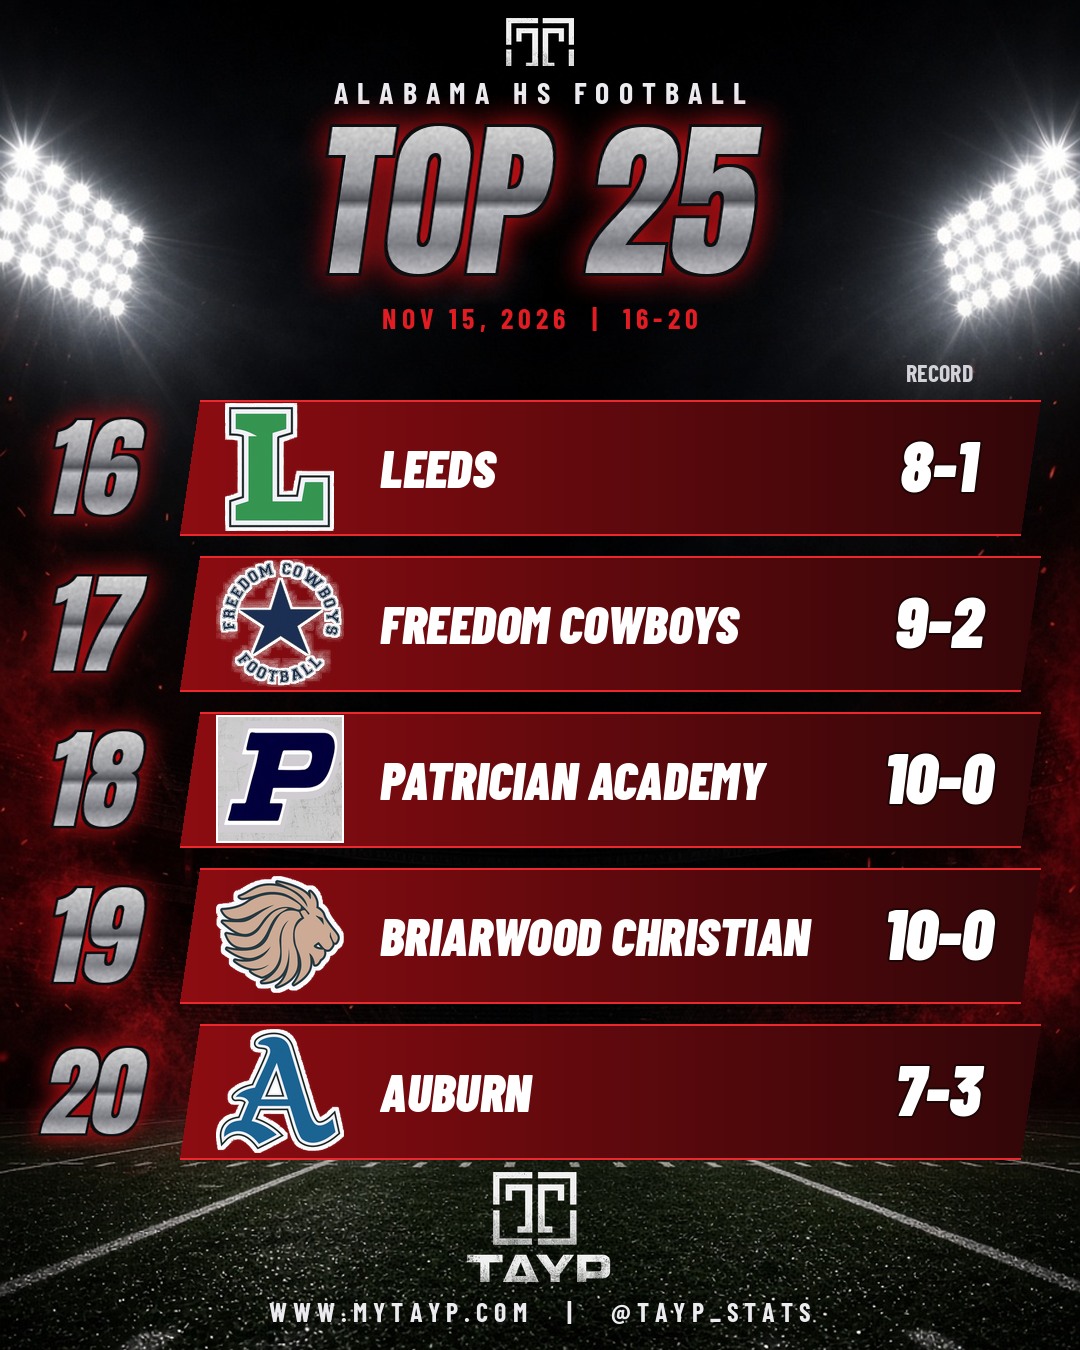 ALABAMA HS FOOTBALL
TOP 25
NOV 15, 2026 | 16-20
RECORD
16 L LEEDS 8-1
17 FREEDOM COWBOYS FOOTBALL FREEDOM COWBOYS 9-2
18 P PATRICIAN ACADEMY 10-0
19 BRIARWOOD CHRISTIAN 10-0
20 A AUBURN 7-3
TAYP
WWW.MYTAYP.COM | @TAYP_STATS